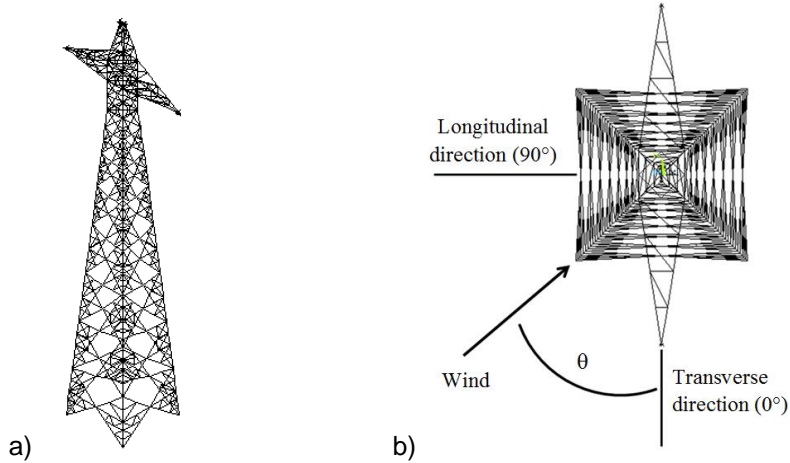 Longitudinal
direction (90°)
Wind
θ
Transverse
direction (0°)
a)
b)